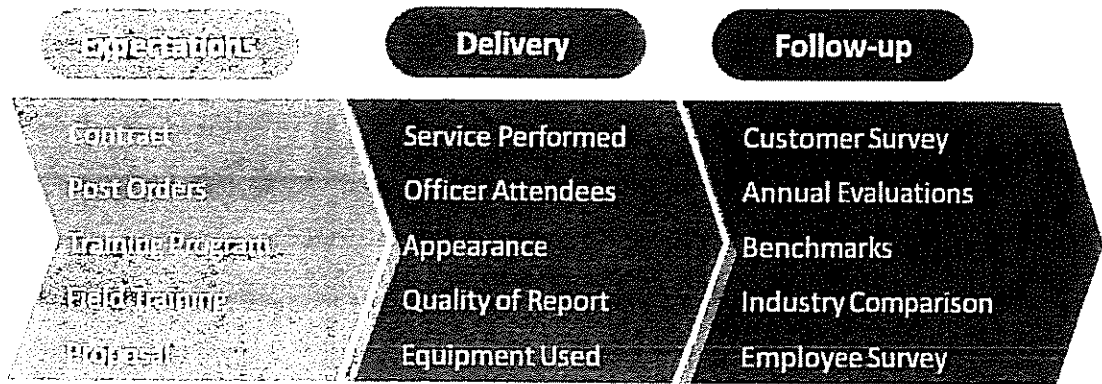 Expectations
Contract
Post Orders
Training Program
Field Training
Proposal
Delivery
Service Performed
Officer Attendees
Appearance
Quality of Report
Equipment Used
Follow-up
Customer Survey
Annual Evaluations
Benchmarks
Industry Comparison
Employee Survey